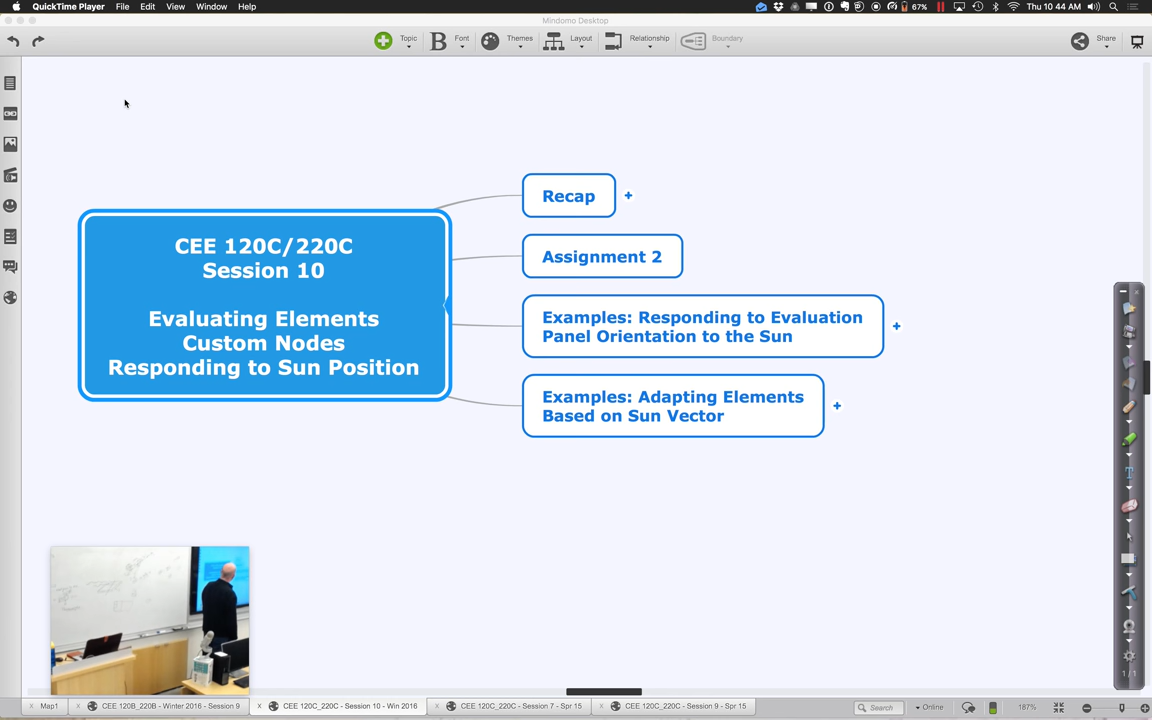 QuickTime Player File Edit View Window Help
67% Thu 10 44 AM
Mindomo Desktop
Topic Font Themes Layout Relationship Boundary Share
Recap
CEE 120C/220C
Session 10
Evaluating Elements
Custom Nodes
Responding to Sun Position
Assignment 2
Examples: Responding to Evaluation
Panel Orientation to the Sun
Examples: Adapting Elements
Based on Sun Vector
1 / 1
Map1
CEE 120B_220B - Winter 2016 - Session 9
CEE 120C_220C - Session 10 - Win 2016
CEE 120C_220C - Session 7 - Spr 15
CEE 120C_220C - Session 9 - Spr 15
Search
Online
187%